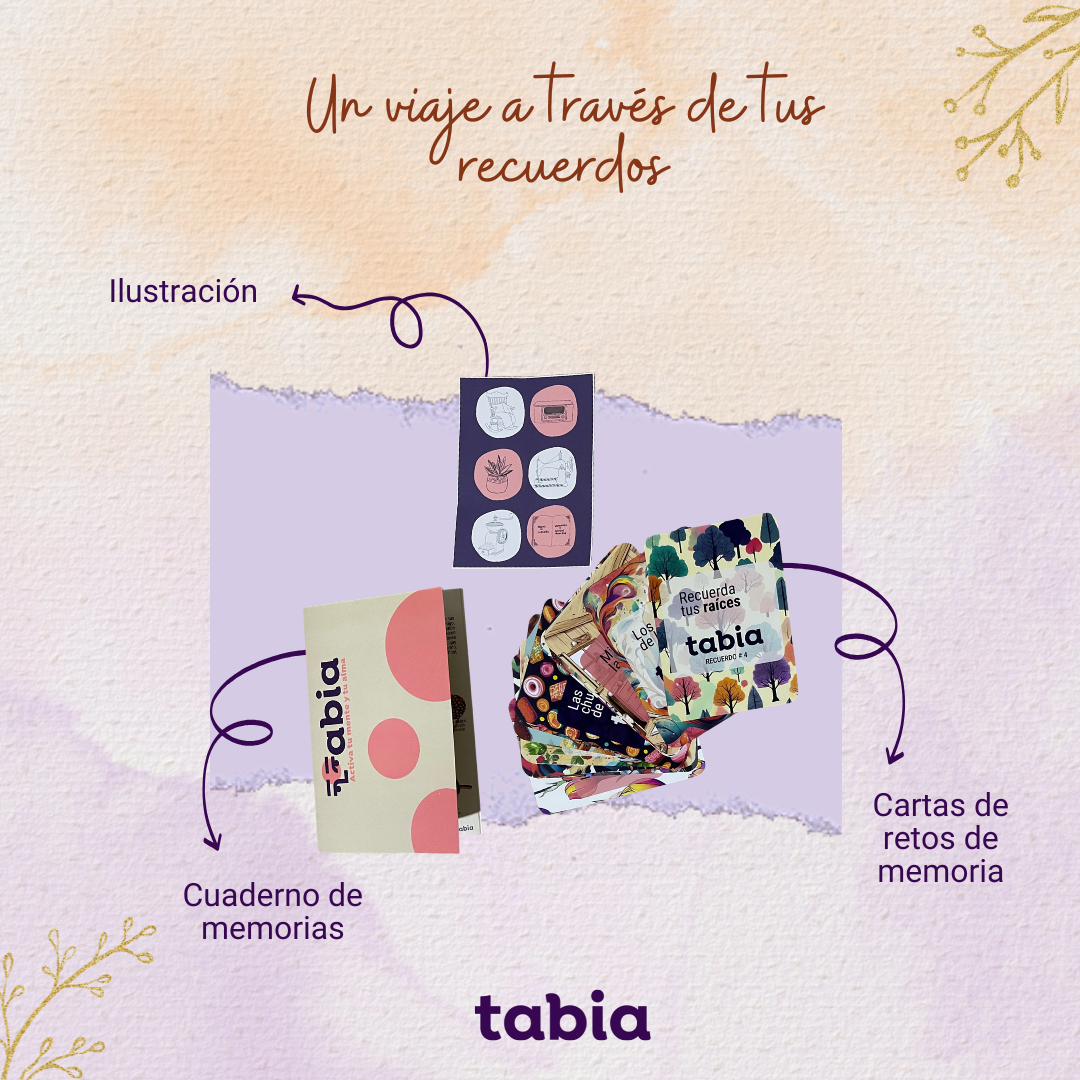 Un viaje a través de tus
recuerdos
Ilustración
Recuerda
tus raíces
tabia
RECUERDO # 4
Los
de
Las
chu
de
tabia
Activa tu mente y tu alma
abia
Cartas de
retos de
memoria
Cuaderno de
memorias
tabia